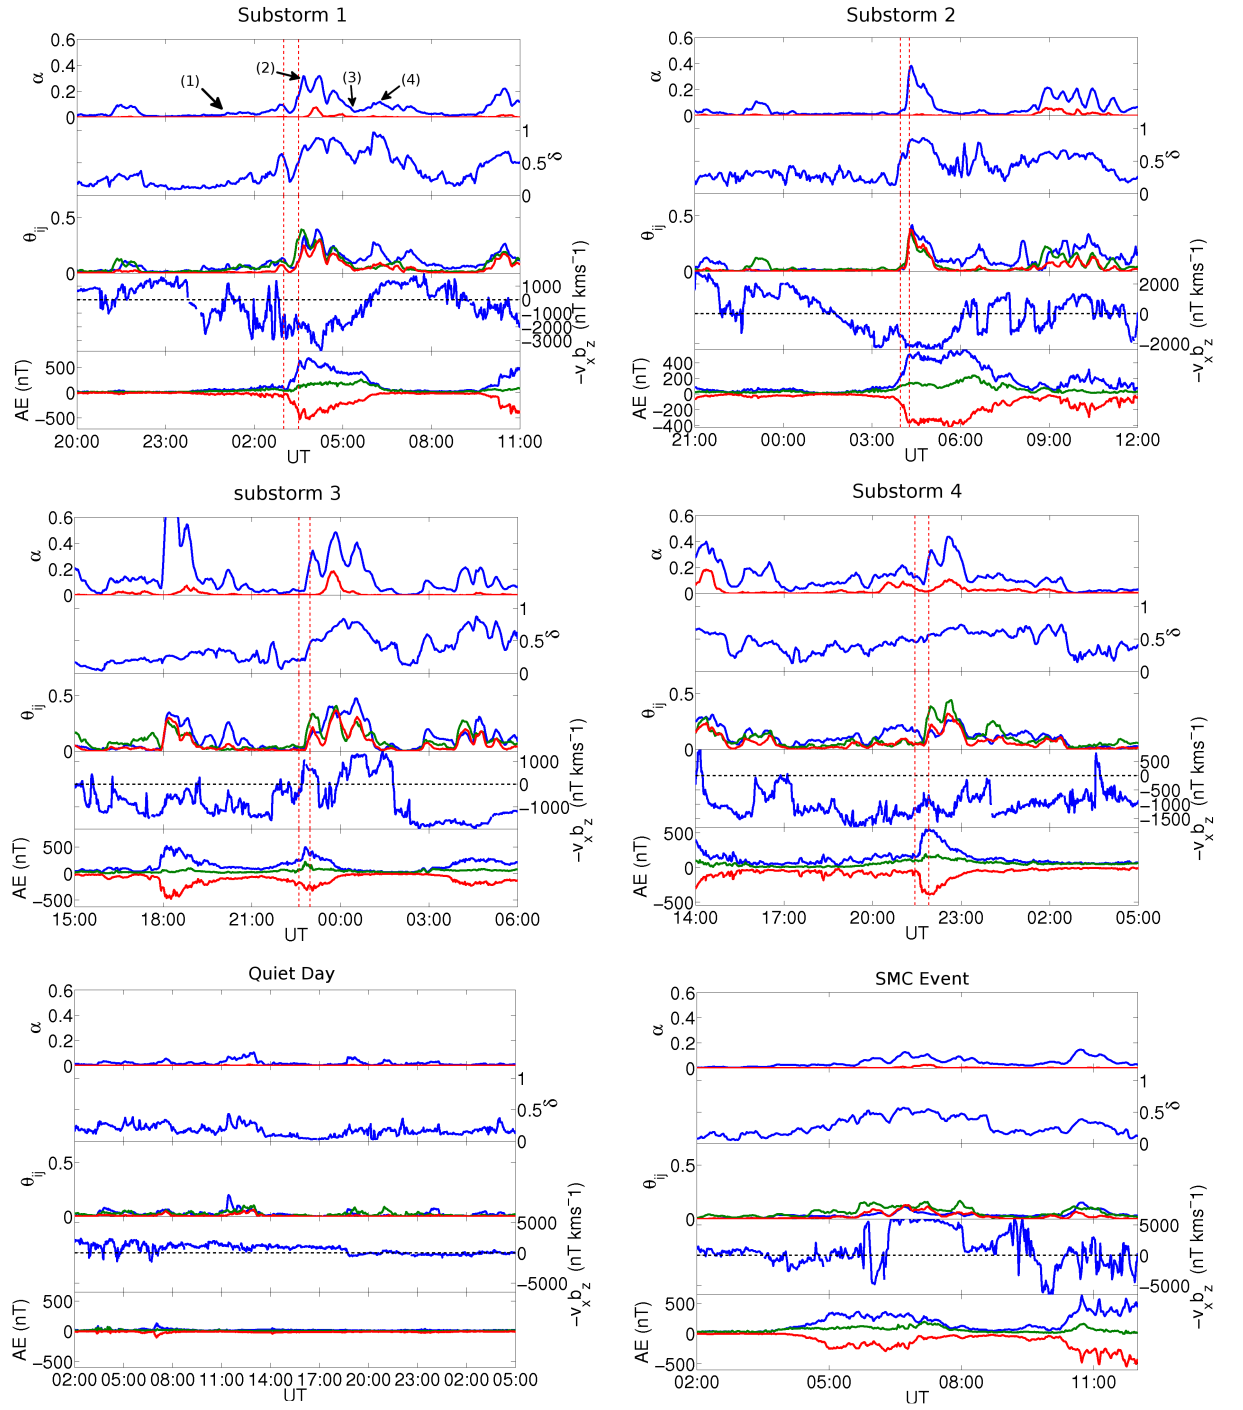 Substorm 1
0.6
0.4
0.2
0
α
(1)
(2)
(3)
(4)
1
0.5
0
δ
0.5
0
θij
1000
0
−1000
−2000
−3000
−vxbz (nT kms−1)
500
0
−500
AE (nT)
20:00 23:00 02:00 05:00 08:00 11:00
UT
Substorm 2
0.6
0.4
0.2
0
α
1
0.5
0
δ
0.5
0
θij
2000
0
−2000
−vxbz (nT kms−1)
400
200
0
−200
−400
AE (nT)
21:00 00:00 03:00 06:00 09:00 12:00
UT
substorm 3
0.6
0.4
0.2
0
α
1
0.5
0
δ
0.5
0
θij
1000
0
−1000
−vxbz (nT kms−1)
500
0
−500
AE (nT)
15:00 18:00 21:00 00:00 03:00 06:00
UT
Substorm 4
0.6
0.4
0.2
0
α
1
0.5
0
δ
0.5
0
θij
500
0
−500
−1000
−1500
−vxbz (nT kms−1)
500
0
−500
AE (nT)
14:00 17:00 20:00 23:00 02:00 05:00
UT
Quiet Day
0.6
0.4
0.2
0
α
1
0.5
0
δ
0.5
0
θij
5000
0
−5000
−vxbz (nT kms−1)
500
0
−500
AE (nT)
02:00 05:00 08:00 11:00 14:00 17:00 20:00 23:00 02:00 05:00
UT
SMC Event
0.6
0.4
0.2
0
α
1
0.5
0
δ
0.5
0
θij
5000
0
−5000
−vxbz (nT kms−1)
500
0
−500
AE (nT)
02:00 05:00 08:00 11:00
UT